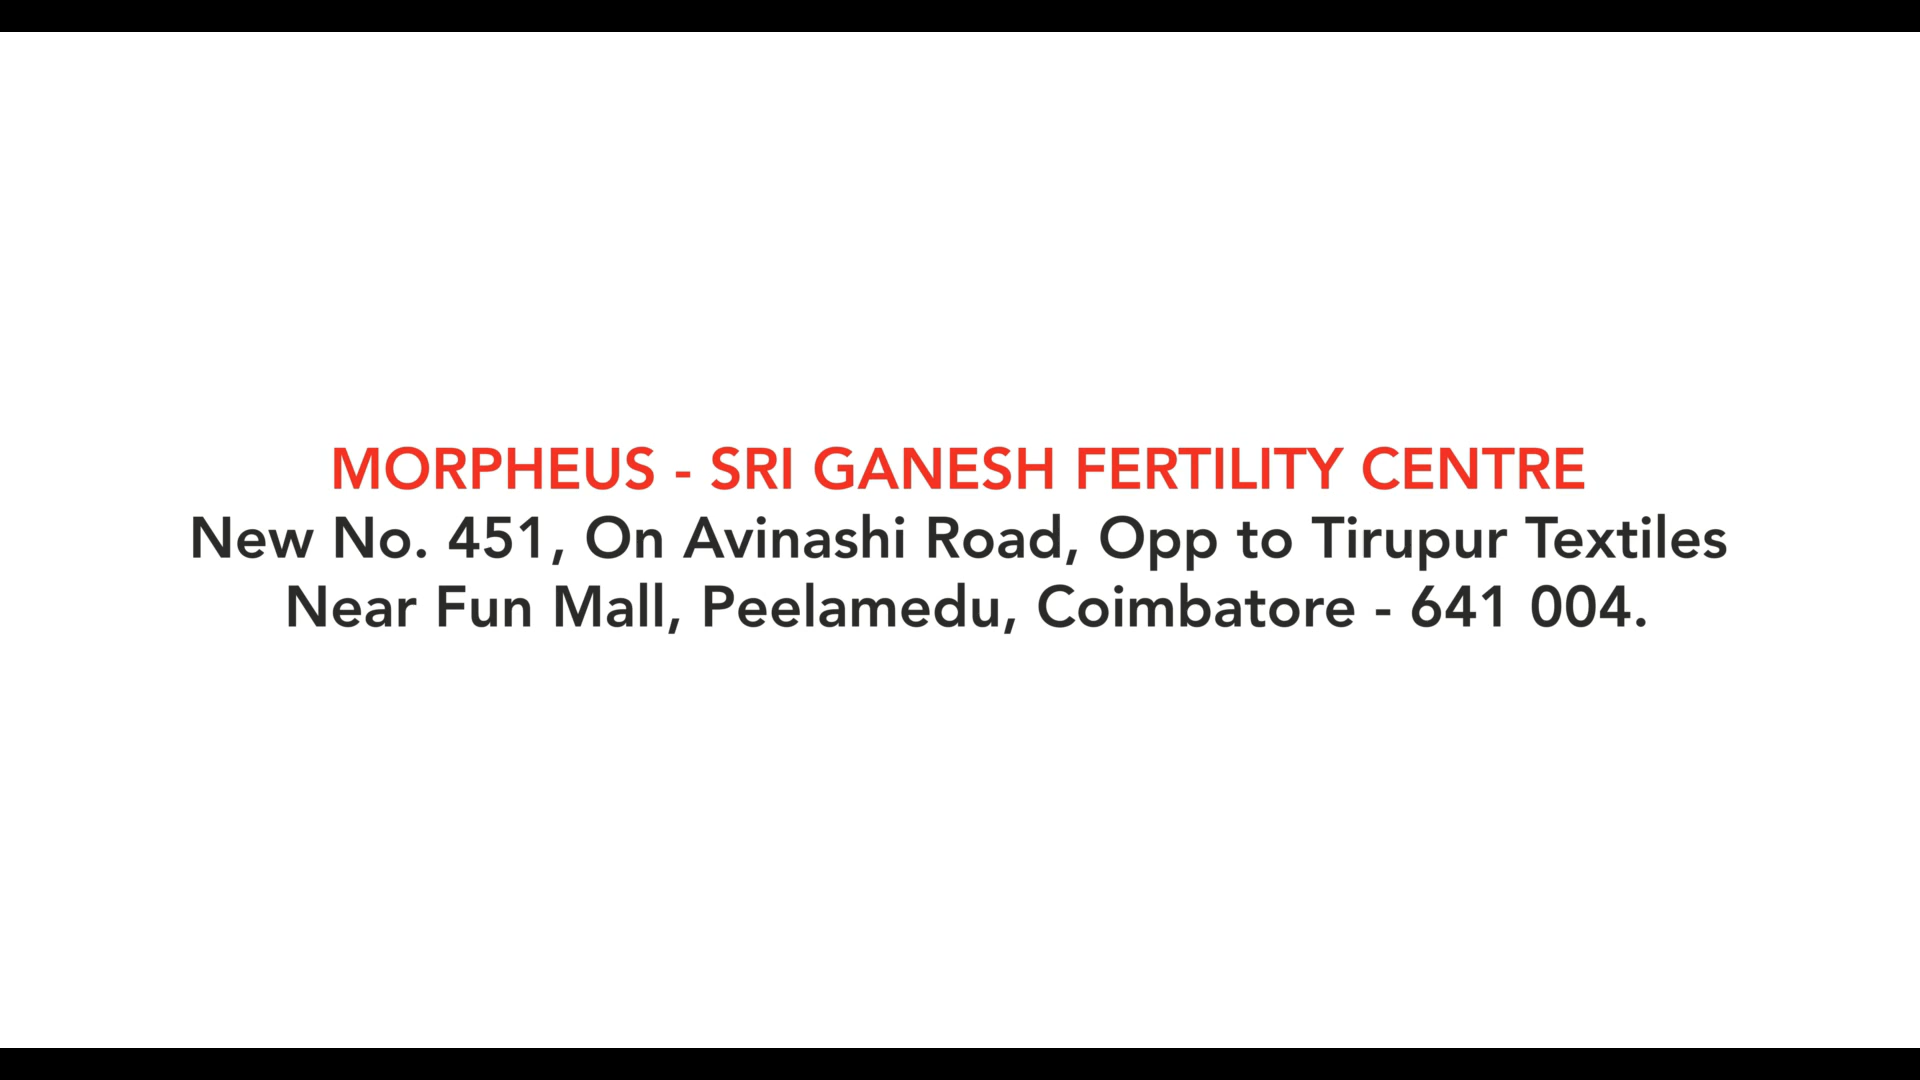 MORPHEUS - SRI GANESH FERTILITY CENTRE
New No. 451, On Avinashi Road, Opp to Tirupur Textiles
Near Fun Mall, Peelamedu, Coimbatore - 641 004.